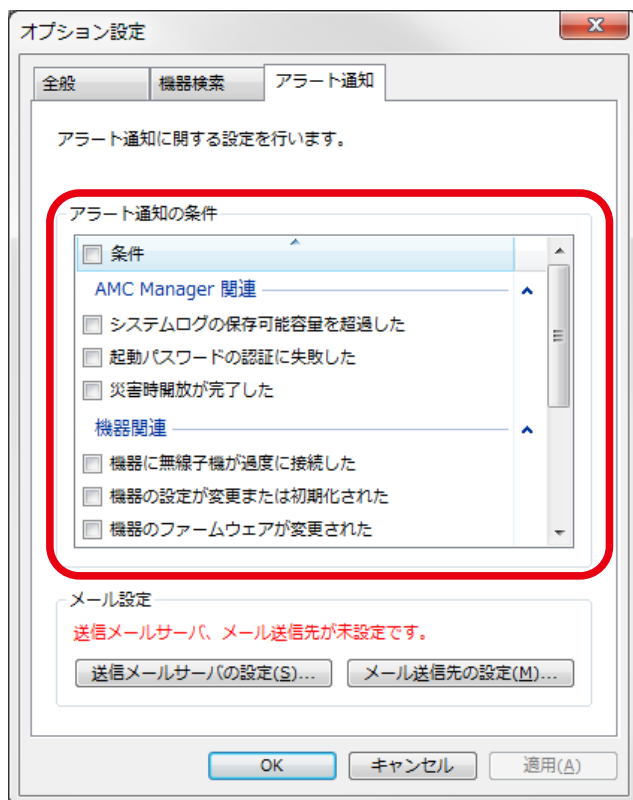 オプション設定
全般 機器検索 アラート通知
アラート通知に関する設定を行います。
アラート通知の条件
条件
AMC Manager 関連
システムログの保存可能容量を超過した
起動パスワードの認証に失敗した
災害時開放が完了した
機器関連
機器に無線子機が過度に接続した
機器の設定が変更または初期化された
機器のファームウェアが変更された
メール設定
送信メールサーバ、メール送信先が未設定です。
送信メールサーバの設定(S)... メール送信先の設定(M)...
OK キャンセル 適用(A)